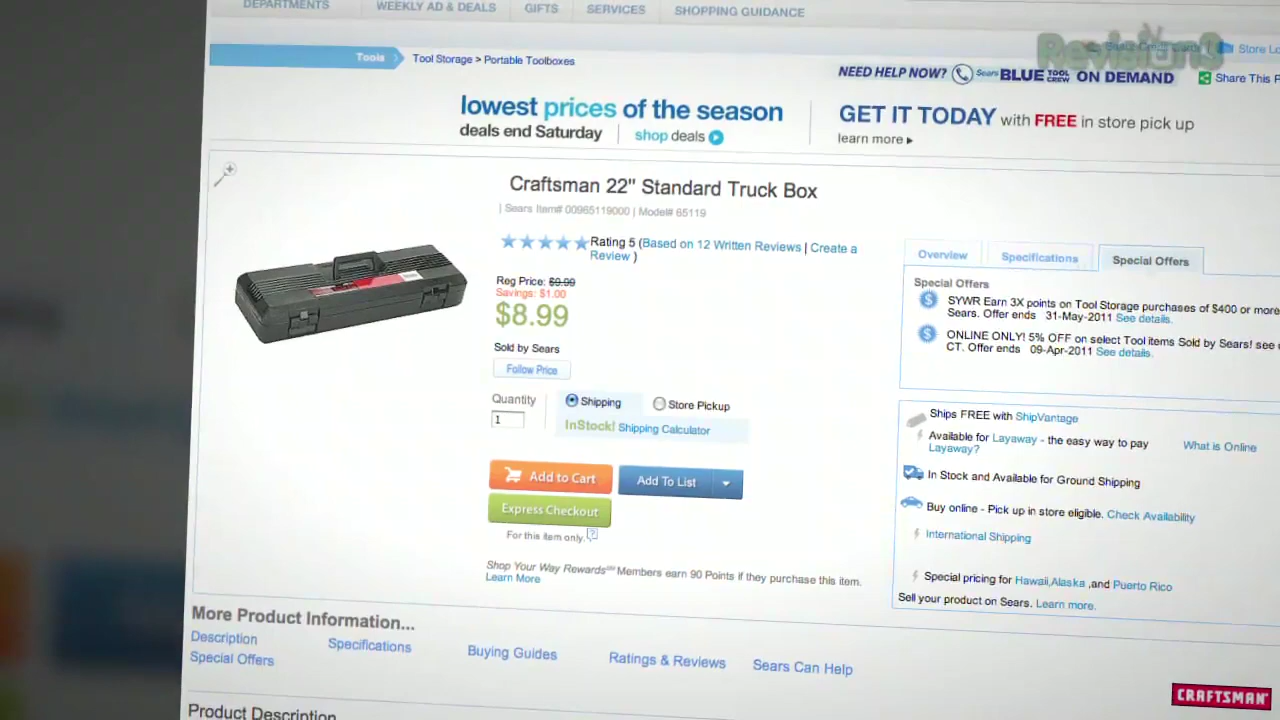 DEPARTMENTS
WEEKLY AD & DEALS
GIFTS
SERVICES
SHOPPING GUIDANCE
Revision3
Store Lo
Tools
Tool Storage > Portable Toolboxes
NEED HELP NOW? Sears BLUE TOOL CREW ON DEMAND
Share This P
lowest prices of the season
deals end Saturday
shop deals
GET IT TODAY with FREE in store pick up
learn more
Craftsman 22" Standard Truck Box
| Sears Item# 00965119000 | Model# 65119
Rating 5 (Based on 12 Written Reviews | Create a
Review )
Reg Price: $9.99
Savings: $1.00
$8.99
Sold by Sears
Follow Price
Quantity
1
Shipping
Store Pickup
InStock! Shipping Calculator
Add to Cart
Add To List
Express Checkout
For this item only. ?
Shop Your Way Rewards℠ Members earn 90 Points if they purchase this item.
Learn More
Overview
Specifications
Special Offers
Special Offers
SYWR Earn 3X points on Tool Storage purchases of $400 or more
Sears. Offer ends 31-May-2011 See details.
ONLINE ONLY! 5% OFF on select Tool items Sold by Sears! see
CT. Offer ends 09-Apr-2011 See details.
Ships FREE with ShipVantage
Available for Layaway - the easy way to pay
What is Online
Layaway?
In Stock and Available for Ground Shipping
Buy online - Pick up in store eligible. Check Availability
International Shipping
Special pricing for Hawaii,Alaska ,and Puerto Rico
Sell your product on Sears. Learn more.
More Product Information...
Description
Specifications
Buying Guides
Ratings & Reviews
Sears Can Help
Special Offers
CRAFTSMAN
Product Description